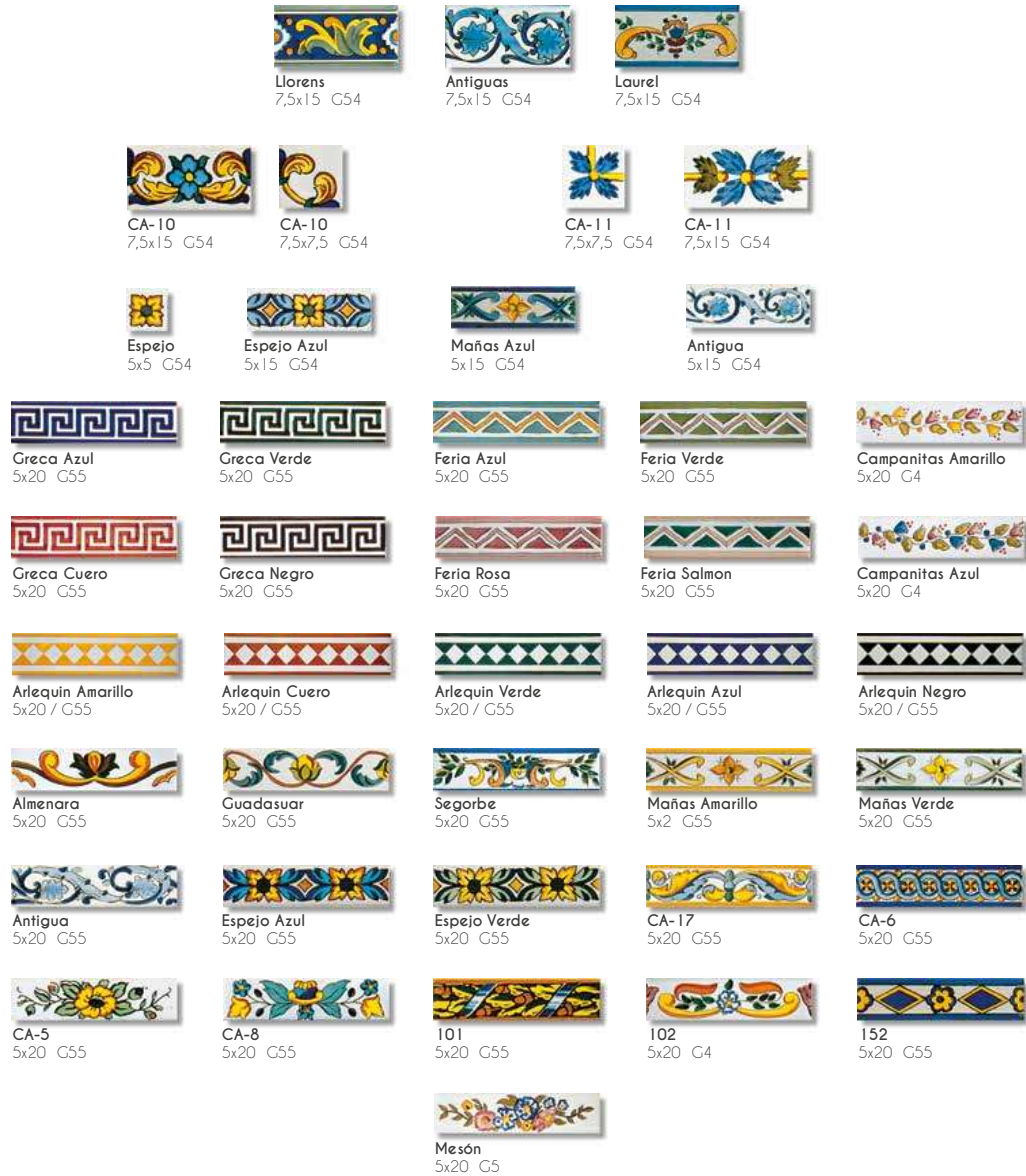 Llorens
7,5x15 G54
Antiguas
7,5x15 G54
Laurel
7,5x15 G54
CA-10
7,5x15 G54
CA-10
7,5x7,5 G54
CA-11
7,5x7,5 G54
CA-11
7,5x15 G54
Espejo
5x5 G54
Espejo Azul
5x15 G54
Mañas Azul
5x15 G54
Antigua
5x15 G54
Greca Azul
5x20 G55
Greca Verde
5x20 G55
Feria Azul
5x20 G55
Feria Verde
5x20 G55
Campanitas Amarillo
5x20 G4
Greca Cuero
5x20 G55
Greca Negro
5x20 G55
Feria Rosa
5x20 G55
Feria Salmon
5x20 G55
Campanitas Azul
5x20 G4
Arlequin Amarillo
5x20 / G55
Arlequin Cuero
5x20 / G55
Arlequin Verde
5x20 / G55
Arlequin Azul
5x20 / G55
Arlequin Negro
5x20 / G55
Almenara
5x20 G55
Guadasuar
5x20 G55
Segorbe
5x20 G55
Mañas Amarillo
5x2 G55
Mañas Verde
5x20 G55
Antigua
5x20 G55
Espejo Azul
5x20 G55
Espejo Verde
5x20 G55
CA-17
5x20 G55
CA-6
5x20 G55
CA-5
5x20 G55
CA-8
5x20 G55
101
5x20 G55
102
5x20 G4
152
5x20 G55
Mesón
5x20 G5